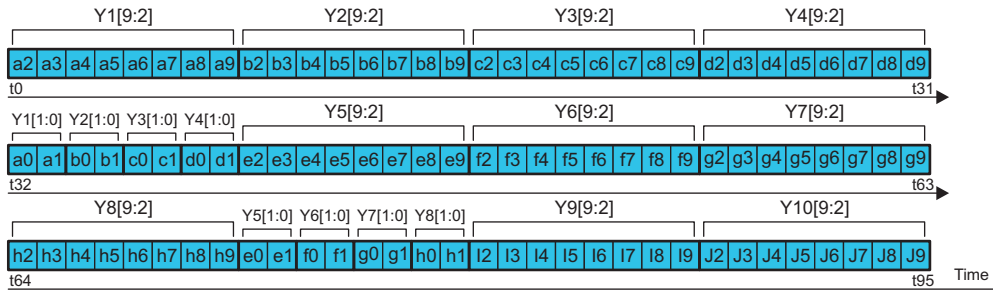 Y1[9:2] Y2[9:2] Y3[9:2] Y4[9:2]
a2 a3 a4 a5 a6 a7 a8 a9 b2 b3 b4 b5 b6 b7 b8 b9 c2 c3 c4 c5 c6 c7 c8 c9 d2 d3 d4 d5 d6 d7 d8 d9
t0 t31
Y1[1:0] Y2[1:0] Y3[1:0] Y4[1:0] Y5[9:2] Y6[9:2] Y7[9:2]
a0 a1 b0 b1 c0 c1 d0 d1 e2 e3 e4 e5 e6 e7 e8 e9 f2 f3 f4 f5 f6 f7 f8 f9 g2 g3 g4 g5 g6 g7 g8 g9
t32 t63
Y8[9:2] Y5[1:0] Y6[1:0] Y7[1:0] Y8[1:0] Y9[9:2] Y10[9:2]
h2 h3 h4 h5 h6 h7 h8 h9 e0 e1 f0 f1 g0 g1 h0 h1 I2 I3 I4 I5 I6 I7 I8 I9 J2 J3 J4 J5 J6 J7 J8 J9
t64 t95 Time